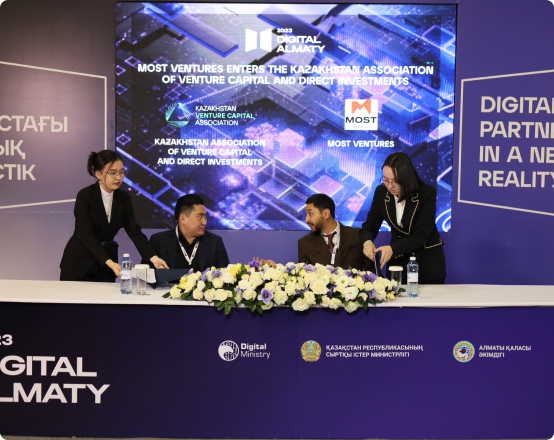 2023
DIGITAL
ALMATY
MOST VENTURES ENTERS THE KAZAKHSTAN ASSOCIATION
OF VENTURE CAPITAL AND DIRECT INVESTMENTS
KAZAKHSTAN
VENTURE CAPITAL
ASSOCIATION
MOST
KAZAKHSTAN ASSOCIATION
OF VENTURE CAPITAL
AND DIRECT INVESTMENTS
MOST VENTURES
СТАҒЫ
ЫҚ
СТІК
DIGITAL
PARTN
IN A NE
REALITY
023
DIGITAL
ALMATY
Digital
Ministry
ҚАЗАҚСТАН РЕСПУБЛИКАСЫНЫҢ
СЫРТҚЫ ІСТЕР МИНИСТРЛІГІ
АЛМАТЫ ҚАЛАСЫ
ӘКІМДІГІ